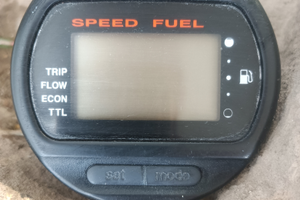 SPEED FUEL
TRIP
FLOW
ECON
TTL
set mode